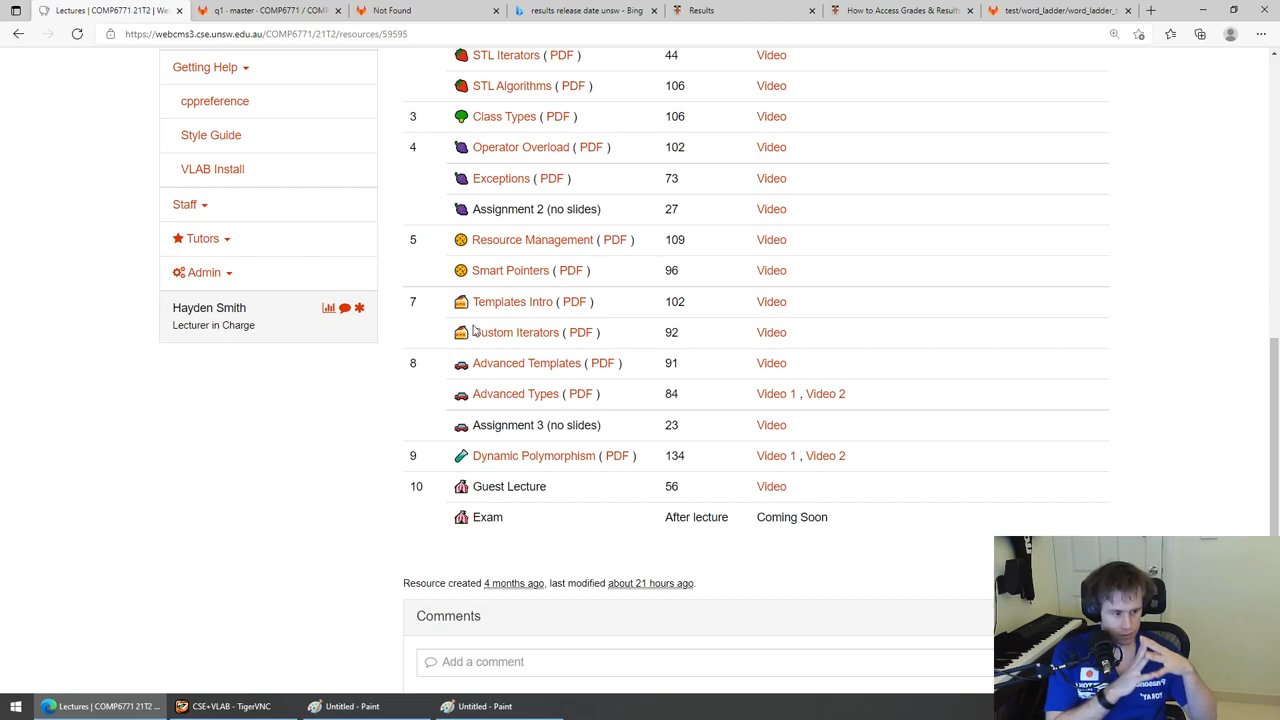 Lectures | COMP6771 21T2 | We
q1 · master · COMP6771 / COMP
Not Found
results release date unsw - Bing
Results
How to Access Grades & Results
test/word_ladder/word_ladder_t
https://webcms3.cse.unsw.edu.au/COMP6771/21T2/resources/59595
Getting Help
cppreference
Style Guide
VLAB Install
Staff
Tutors
Admin
Hayden Smith
Lecturer in Charge
STL Iterators ( PDF ) 44 Video
STL Algorithms ( PDF ) 106 Video
3 Class Types ( PDF ) 106 Video
4 Operator Overload ( PDF ) 102 Video
Exceptions ( PDF ) 73 Video
Assignment 2 (no slides) 27 Video
5 Resource Management ( PDF ) 109 Video
Smart Pointers ( PDF ) 96 Video
7 Templates Intro ( PDF ) 102 Video
Custom Iterators ( PDF ) 92 Video
8 Advanced Templates ( PDF ) 91 Video
Advanced Types ( PDF ) 84 Video 1 , Video 2
Assignment 3 (no slides) 23 Video
9 Dynamic Polymorphism ( PDF ) 134 Video 1 , Video 2
10 Guest Lecture 56 Video
Exam After lecture Coming Soon
Resource created 4 months ago, last modified about 21 hours ago.
Comments
Add a comment
Lectures | COMP6771 21T2 ...
CSE+VLAB - TigerVNC
Untitled - Paint
Untitled - Paint